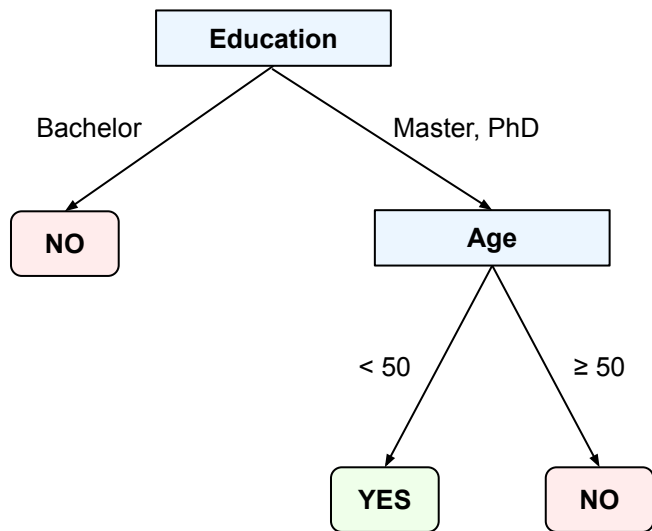 Education
Bachelor
Master, PhD
NO
Age
< 50
≥ 50
YES
NO